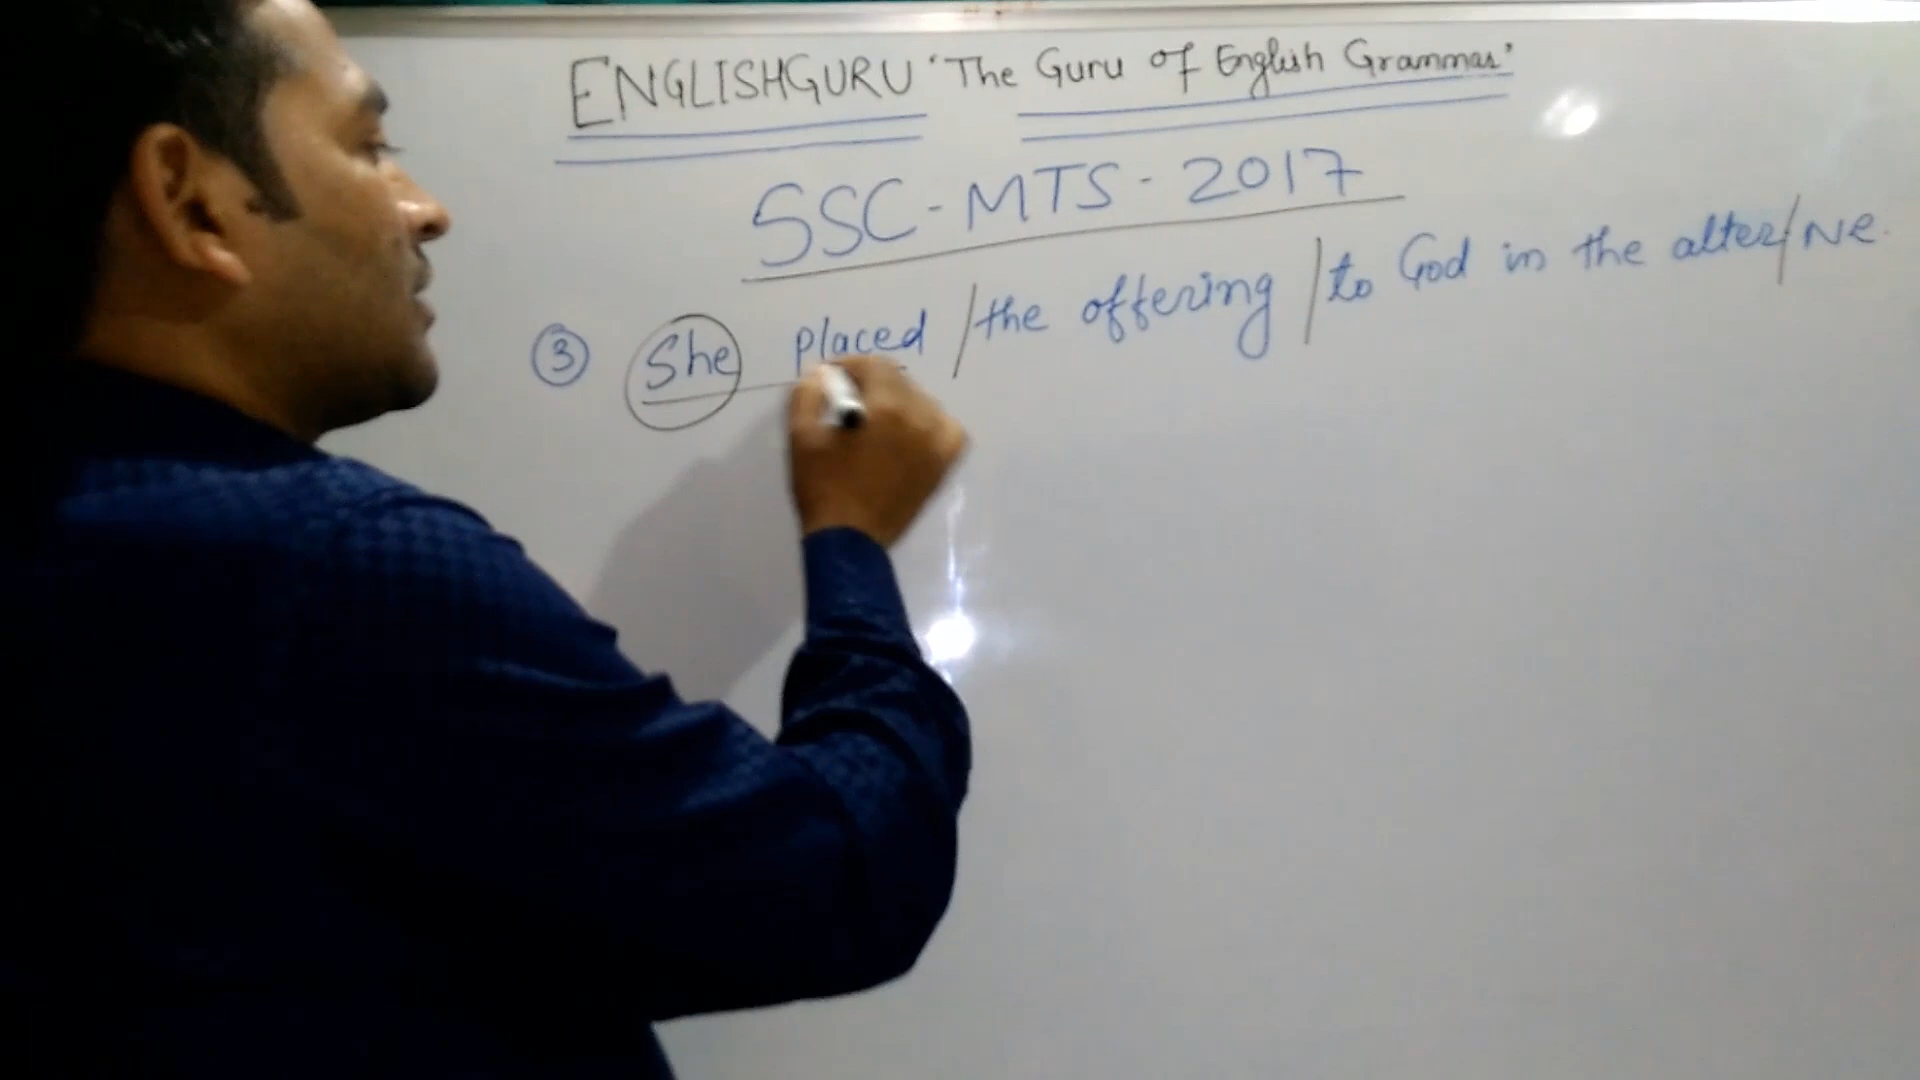 ENGLISHGURU 'The Guru of English Grammar'
SSC-MTS-2017
③ She placed /the offering /to God in the alter/NE.